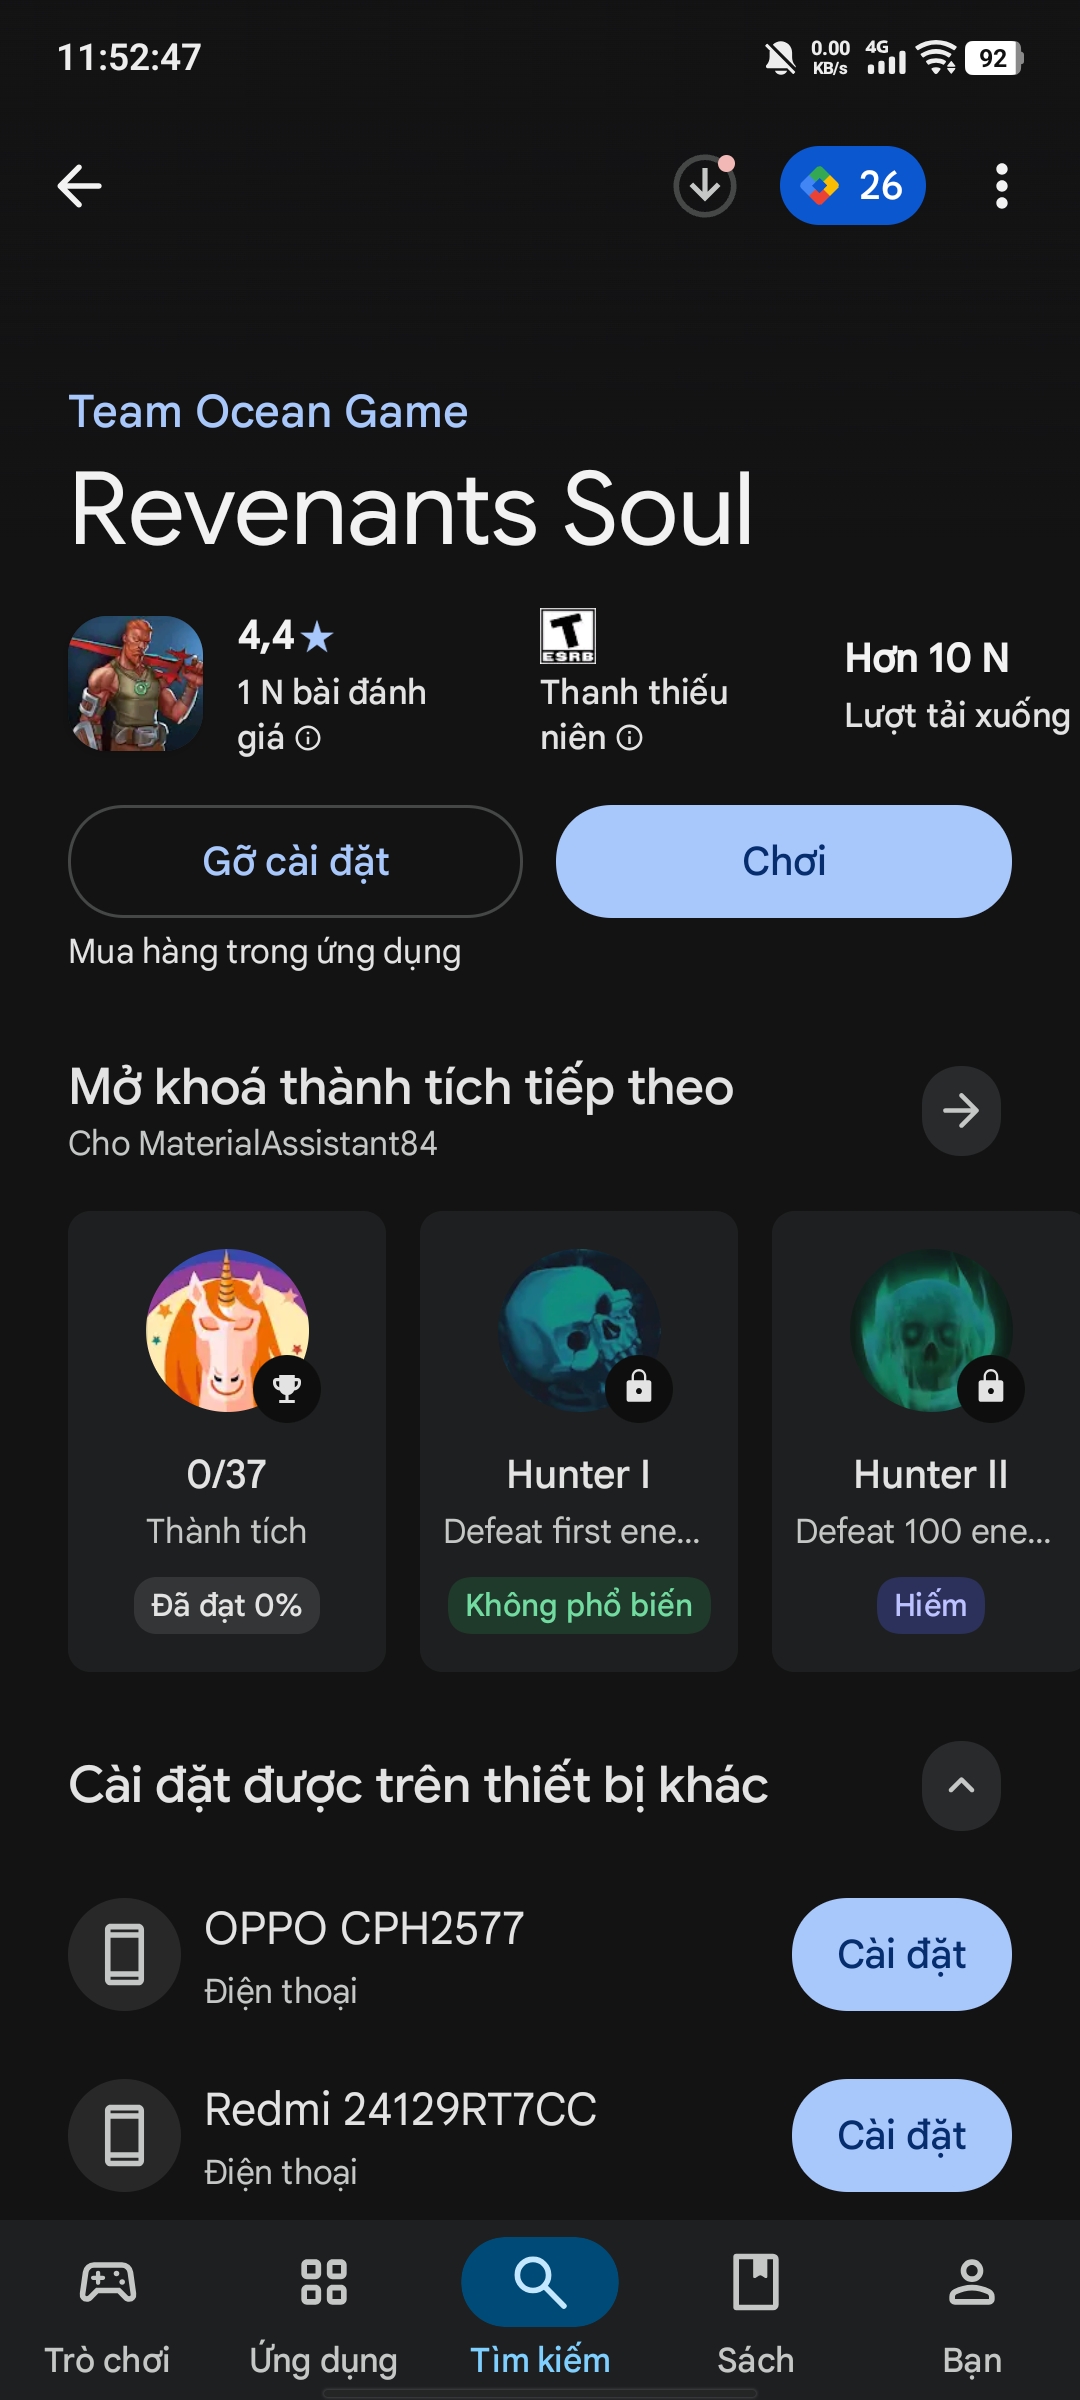 11:52:47
0.00
KB/s
4G
92
26
Team Ocean Game
Revenants Soul
4,4★
1 N bài đánh
giá
T
ESRB
Thanh thiếu
niên
Hơn 10 N
Lượt tải xuống
Gỡ cài đặt
Chơi
Mua hàng trong ứng dụng
Mở khoá thành tích tiếp theo
Cho MaterialAssistant84
0/37
Thành tích
Đã đạt 0%
Hunter I
Defeat first ene...
Không phổ biến
Hunter II
Defeat 100 ene...
Hiếm
Cài đặt được trên thiết bị khác
OPPO CPH2577
Điện thoại
Cài đặt
Redmi 24129RT7CC
Điện thoại
Cài đặt
Trò chơi
Ứng dụng
Tìm kiếm
Sách
Bạn